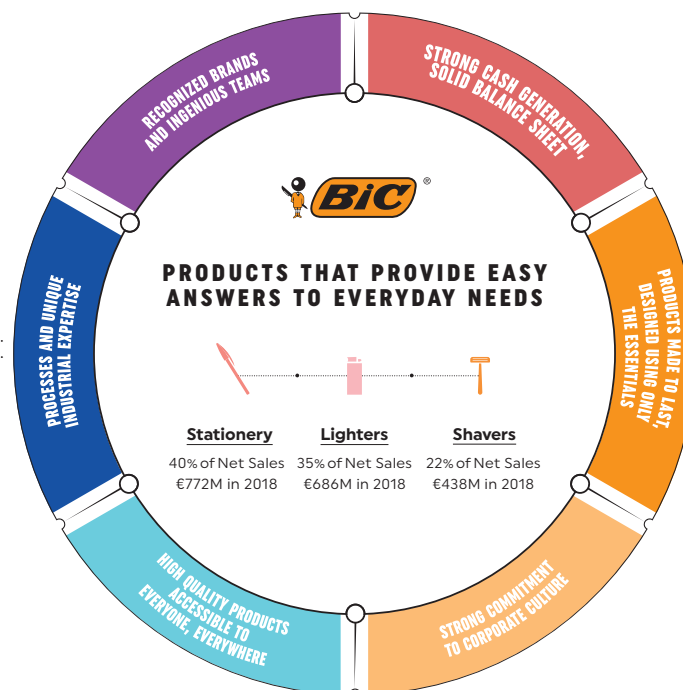 RECOGNIZED BRANDS
AND INGENIOUS TEAMS
STRONG CASH GENERATION,
SOLID BALANCE SHEET
PRODUCTS MADE TO LAST,
DESIGNED USING ONLY
THE ESSENTIALS
STRONG COMMITMENT
TO CORPORATE CULTURE
HIGH QUALITY PRODUCTS
ACCESSIBLE TO
EVERYONE, EVERYWHERE
PROCESSES AND UNIQUE
INDUSTRIAL EXPERTISE
BiC®
PRODUCTS THAT PROVIDE EASY
ANSWERS TO EVERYDAY NEEDS
Stationery
40% of Net Sales
€772M in 2018
Lighters
35% of Net Sales
€686M in 2018
Shavers
22% of Net Sales
€438M in 2018